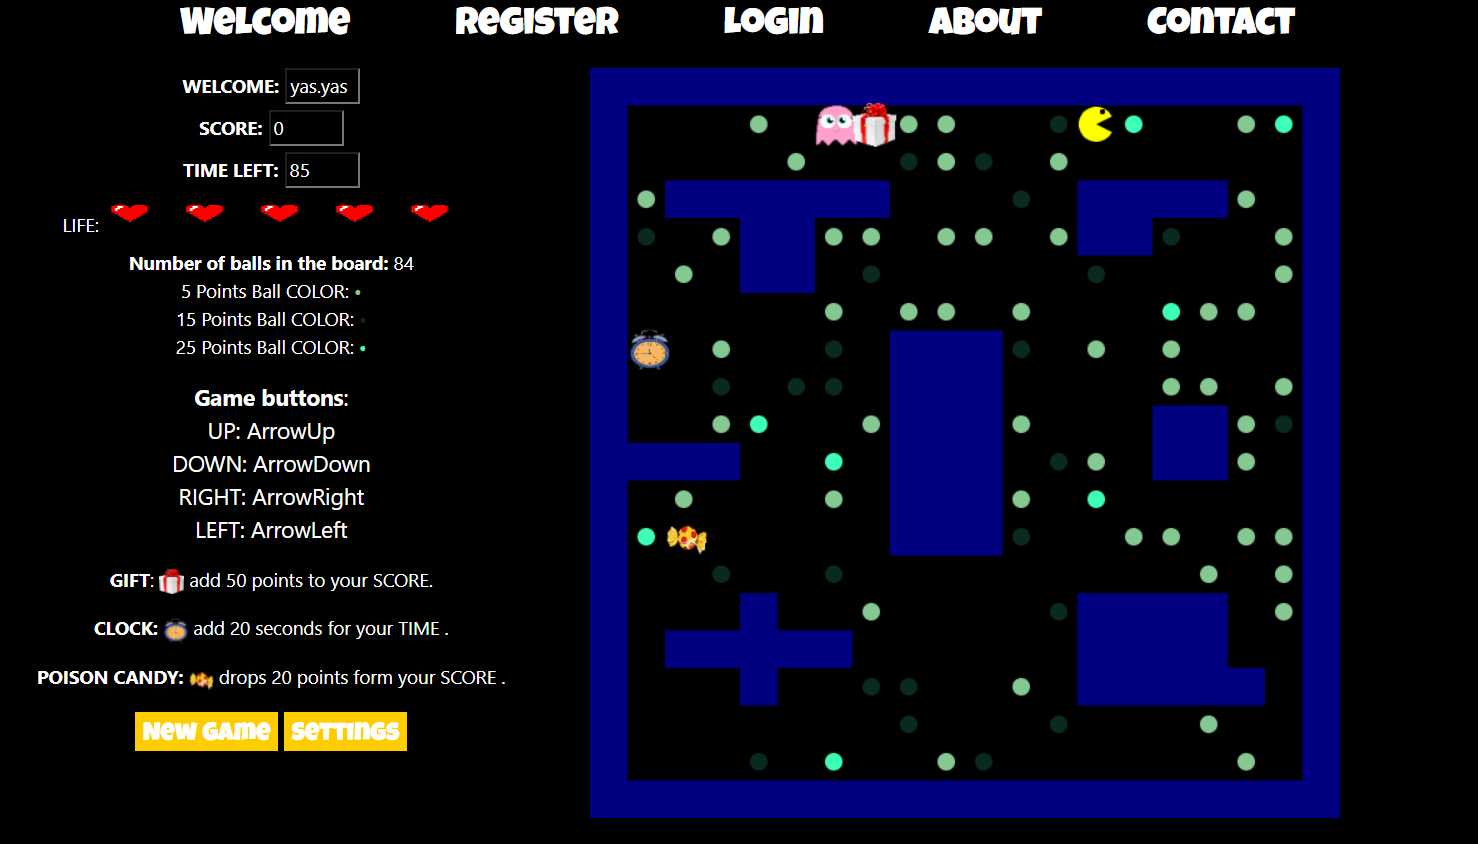 Welcome Register Login About Contact
WELCOME: yas.yas
SCORE: 0
TIME LEFT: 85
LIFE:
Number of balls in the board: 84
5 Points Ball COLOR:
15 Points Ball COLOR:
25 Points Ball COLOR:
Game buttons:
UP: ArrowUp
DOWN: ArrowDown
RIGHT: ArrowRight
LEFT: ArrowLeft
GIFT: add 50 points to your SCORE.
CLOCK: add 20 seconds for your TIME .
POISON CANDY: drops 20 points form your SCORE .
New Game Settings